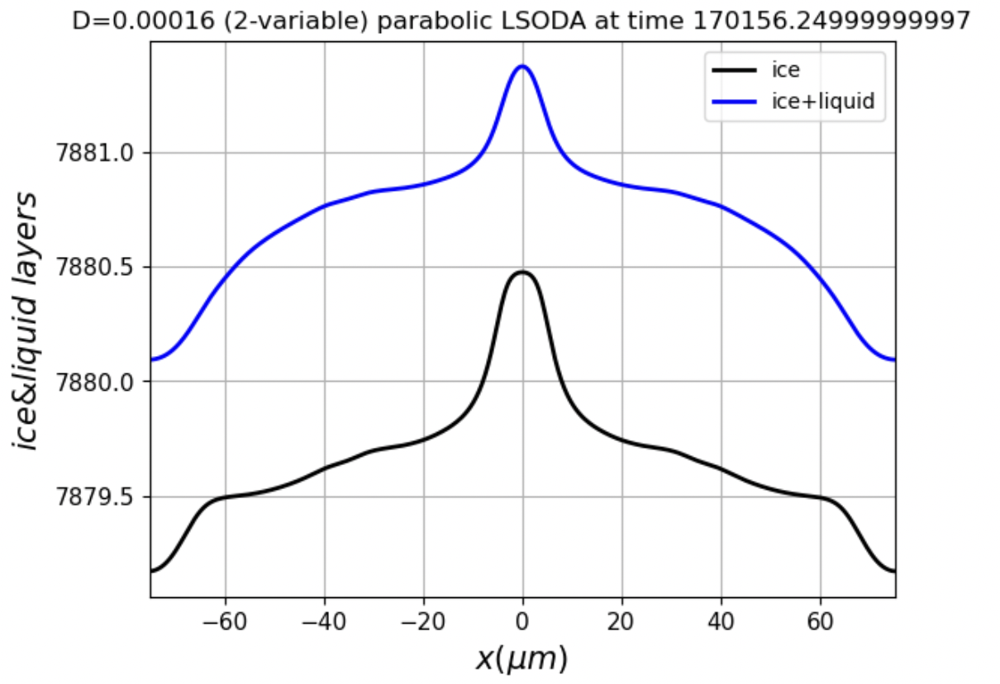 D=0.00016 (2-variable) parabolic LSODA at time 170156.24999999997
ice
ice+liquid
7881.0
7880.5
7880.0
7879.5
ice&liquid layers
−60 −40 −20 0 20 40 60
x(μm)